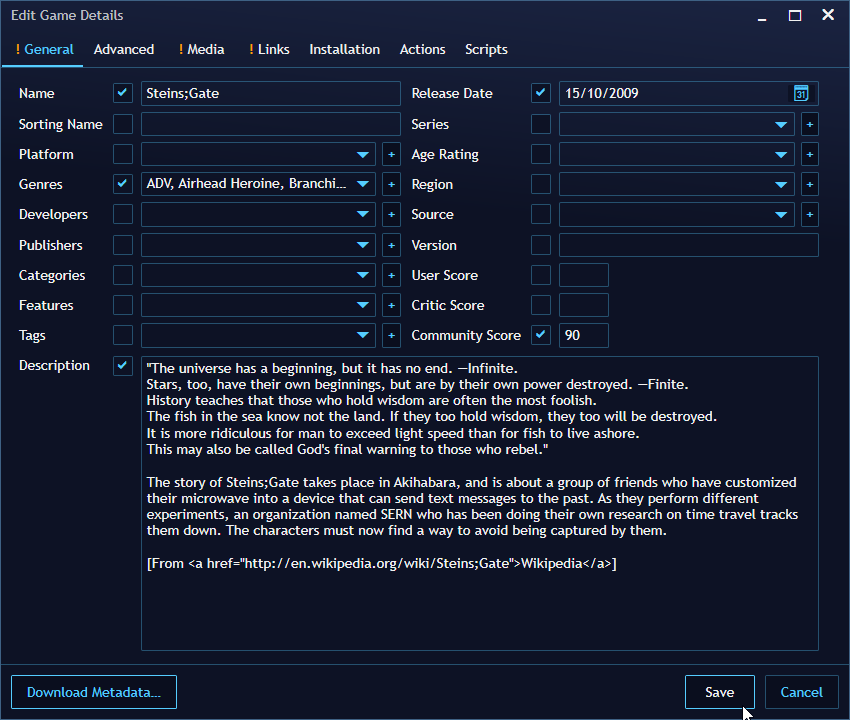 Edit Game Details
! General Advanced ! Media ! Links Installation Actions Scripts
Name Steins;Gate Release Date 15/10/2009 31
Sorting Name Series +
Platform + Age Rating +
Genres ADV, Airhead Heroine, Branchi... + Region +
Developers + Source +
Publishers + Version
Categories + User Score
Features + Critic Score
Tags + Community Score 90
Description "The universe has a beginning, but it has no end. —Infinite.
Stars, too, have their own beginnings, but are by their own power destroyed. —Finite.
History teaches that those who hold wisdom are often the most foolish.
The fish in the sea know not the land. If they too hold wisdom, they too will be destroyed.
It is more ridiculous for man to exceed light speed than for fish to live ashore.
This may also be called God's final warning to those who rebel."
The story of Steins;Gate takes place in Akihabara, and is about a group of friends who have customized
their microwave into a device that can send text messages to the past. As they perform different
experiments, an organization named SERN who has been doing their own research on time travel tracks
them down. The characters must now find a way to avoid being captured by them.
[From <a href="http://en.wikipedia.org/wiki/Steins;Gate">Wikipedia</a>]
Download Metadata... Save Cancel